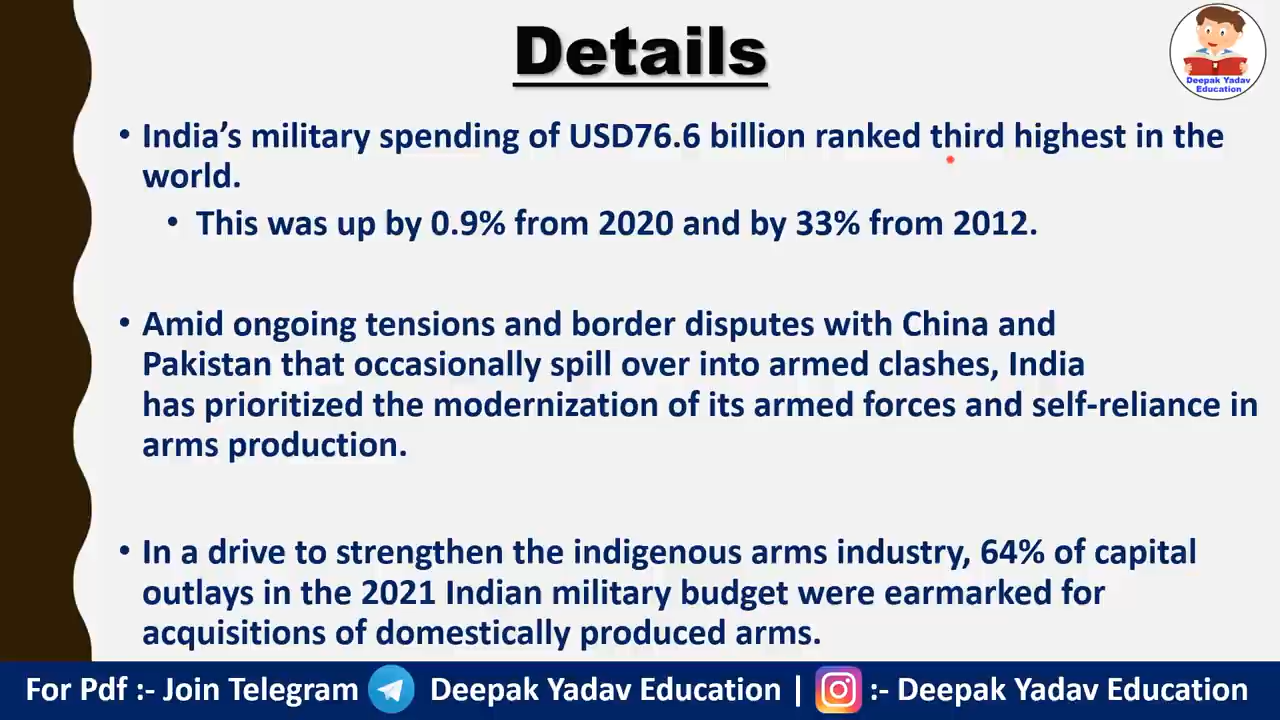 Details
Deepak Yadav
Education
• India’s military spending of USD76.6 billion ranked third highest in the
world.
• This was up by 0.9% from 2020 and by 33% from 2012.
• Amid ongoing tensions and border disputes with China and
Pakistan that occasionally spill over into armed clashes, India
has prioritized the modernization of its armed forces and self-reliance in
arms production.
• In a drive to strengthen the indigenous arms industry, 64% of capital
outlays in the 2021 Indian military budget were earmarked for
acquisitions of domestically produced arms.
For Pdf :- Join Telegram Deepak Yadav Education | :- Deepak Yadav Education